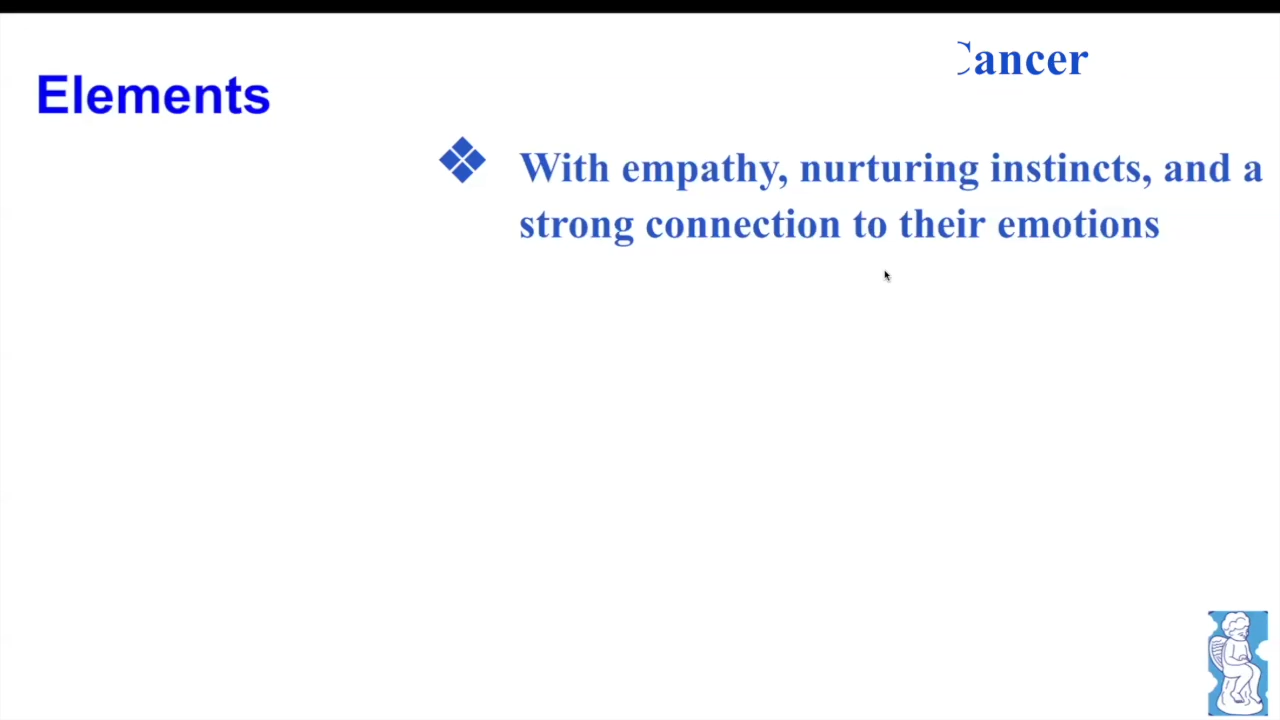 Cancer
Elements
With empathy, nurturing instincts, and a
strong connection to their emotions